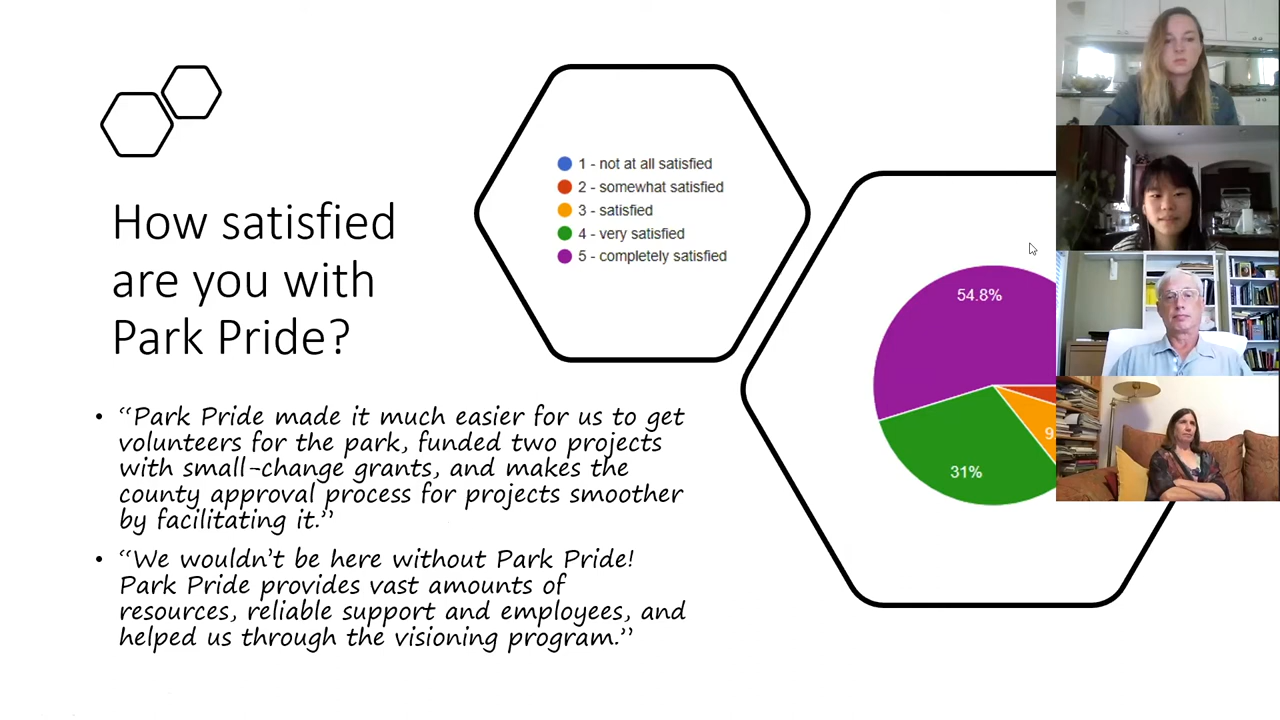 How satisfied
are you with
Park Pride?
1 - not at all satisfied
2 - somewhat satisfied
3 - satisfied
4 - very satisfied
5 - completely satisfied
54.8%
31%
9
• “Park Pride made it much easier for us to get
volunteers for the park, funded two projects
with small-change grants, and makes the
county approval process for projects smoother
by facilitating it.”
• “We wouldn’t be here without Park Pride!
Park Pride provides vast amounts of
resources, reliable support and employees, and
helped us through the visioning program.”